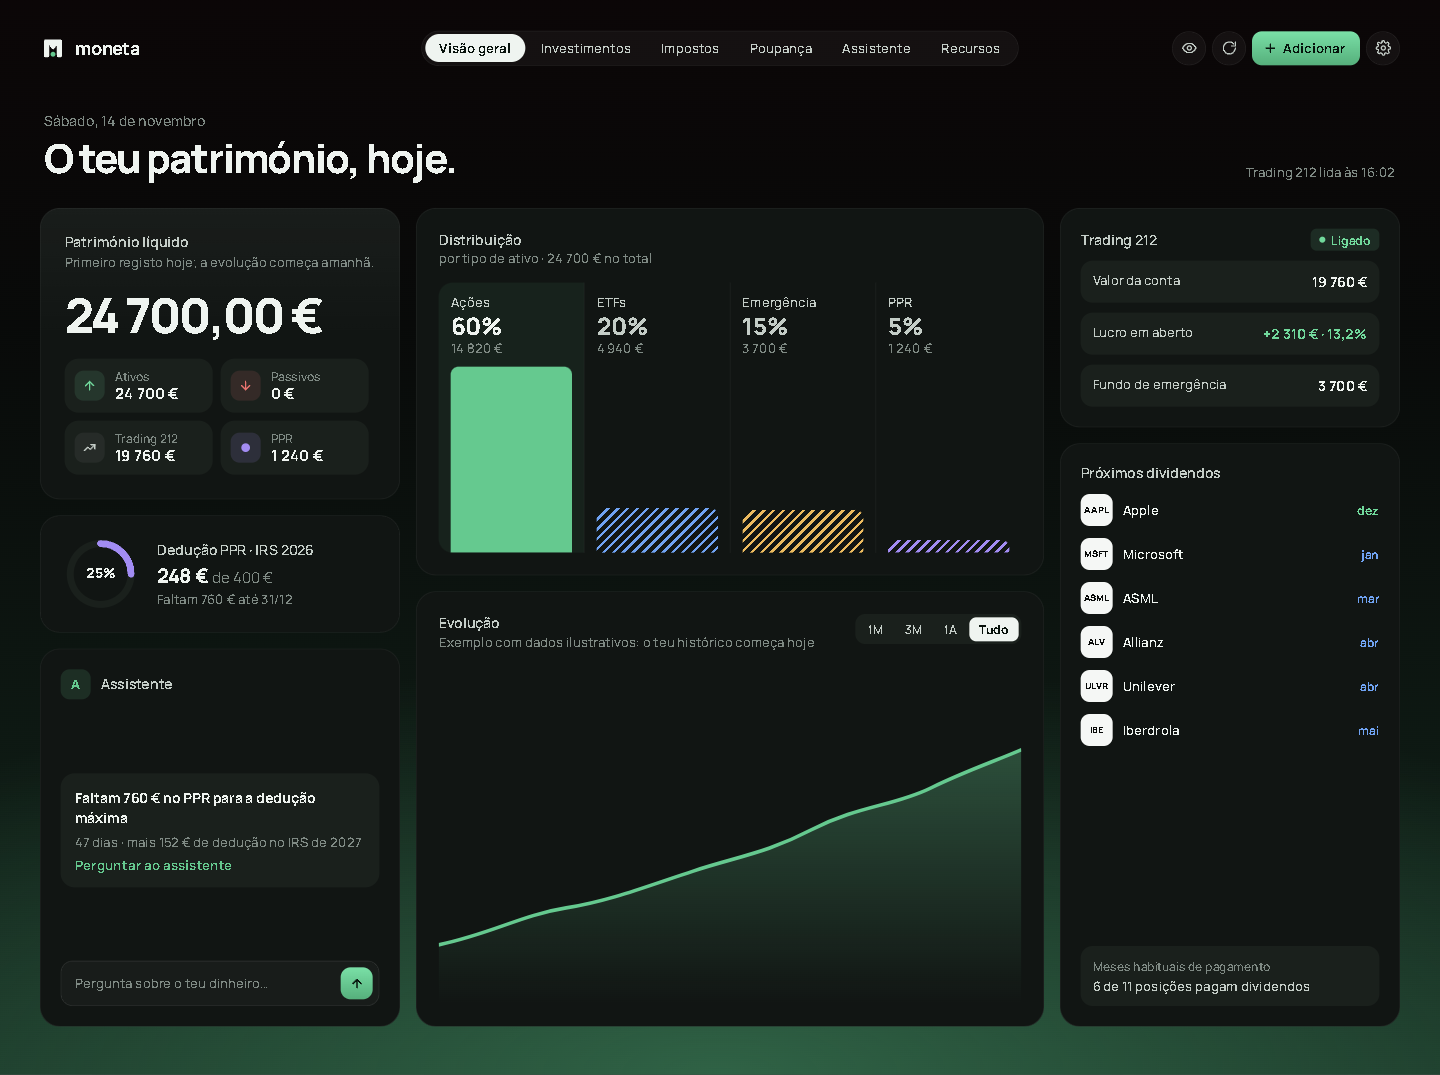 moneta
Visão geral
Investimentos
Impostos
Poupança
Assistente
Recursos
+ Adicionar
Sábado, 14 de novembro
O teu património, hoje.
Trading 212 lida às 16:02
Património líquido
Primeiro registo hoje; a evolução começa amanhã.
24 700,00 €
Ativos
24 700 €
Passivos
0 €
Trading 212
19 760 €
PPR
1 240 €
25%
Dedução PPR · IRS 2026
248 € de 400 €
Faltam 760 € até 31/12
A
Assistente
Faltam 760 € no PPR para a dedução
máxima
47 dias · mais 152 € de dedução no IRS de 2027
Perguntar ao assistente
Pergunta sobre o teu dinheiro...
Distribuição
por tipo de ativo · 24 700 € no total
Ações
60%
14 820 €
ETFs
20%
4 940 €
Emergência
15%
3 700 €
PPR
5%
1 240 €
Evolução
Exemplo com dados ilustrativos: o teu histórico começa hoje
1M
3M
1A
Tudo
Trading 212
Ligado
Valor da conta
19 760 €
Lucro em aberto
+2 310 € · 13,2%
Fundo de emergência
3 700 €
Próximos dividendos
AAPL
Apple
dez
MSFT
Microsoft
jan
ASML
ASML
mar
ALV
Allianz
abr
ULVR
Unilever
abr
IBE
Iberdrola
mai
Meses habituais de pagamento
6 de 11 posições pagam dividendos